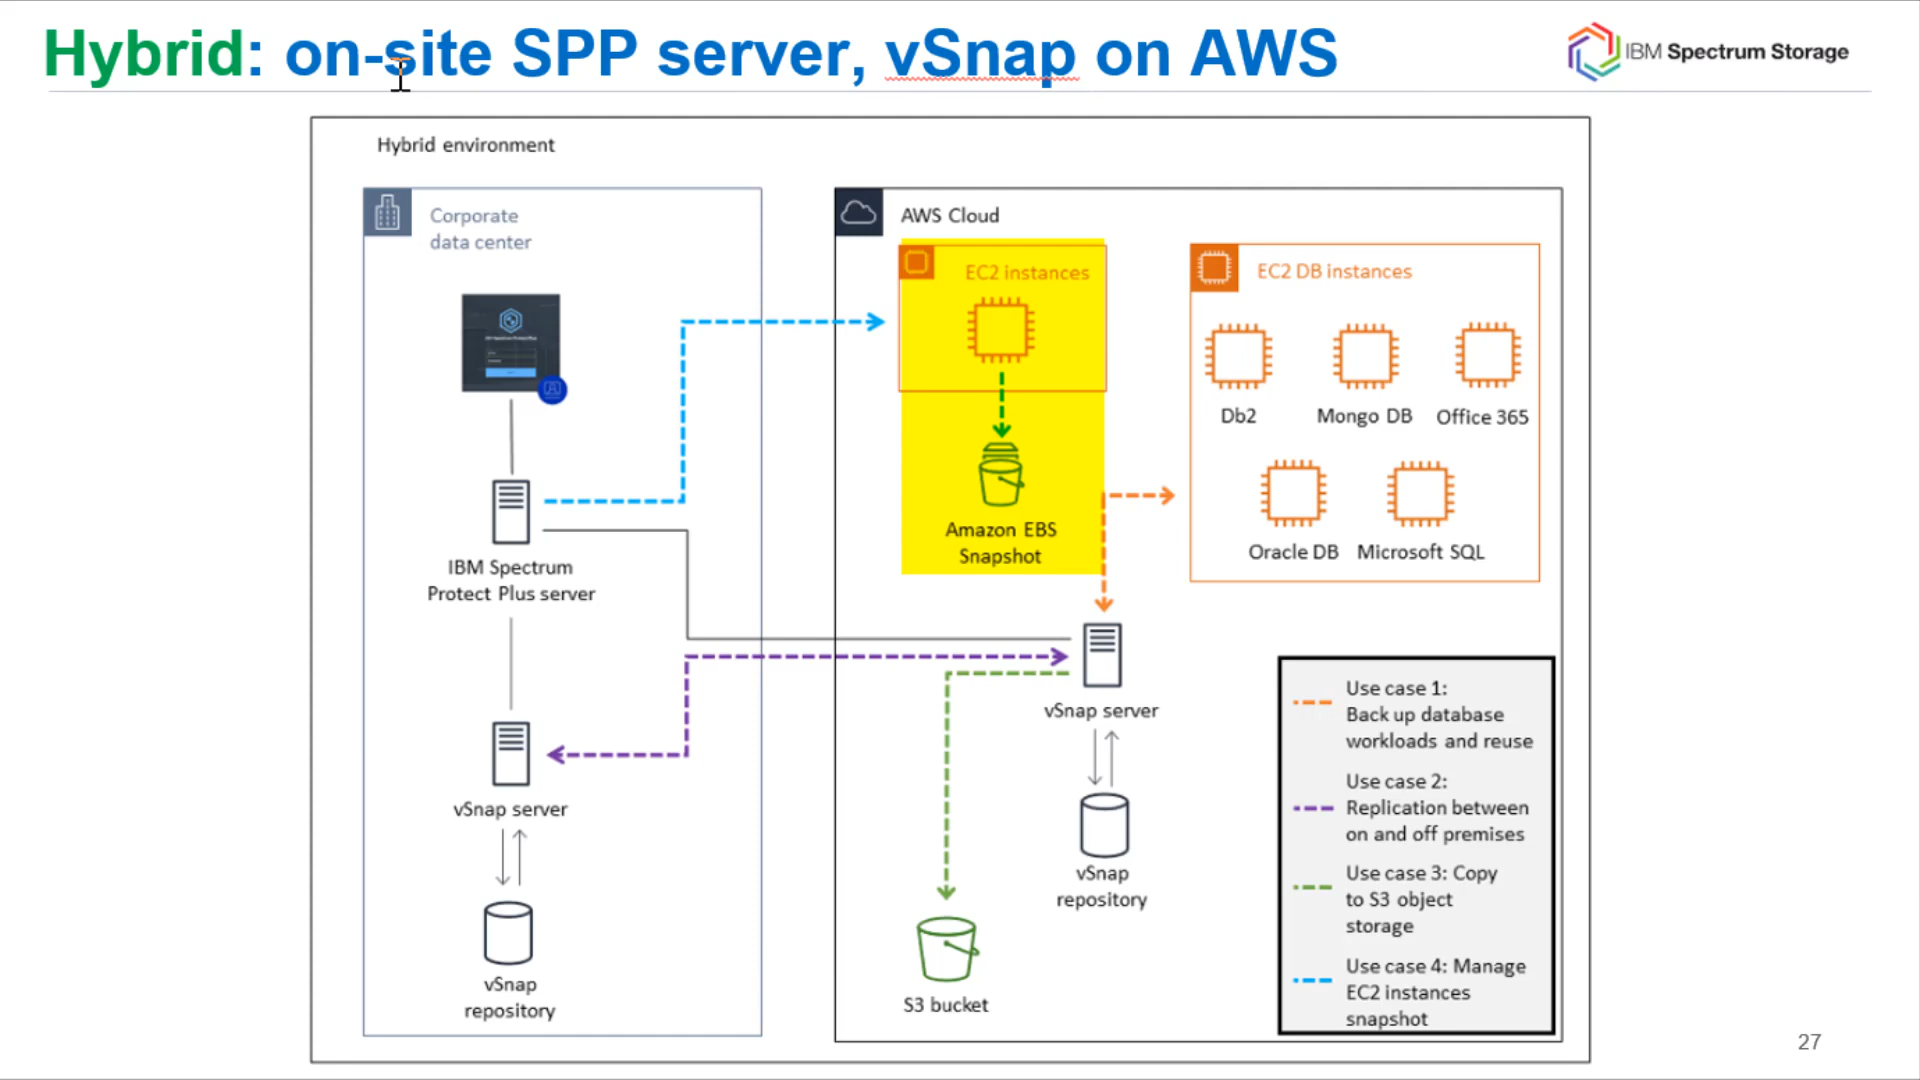 Hybrid: on-site SPP server, vSnap on AWS
IBM Spectrum Storage
Hybrid environment
Corporate
data center
IBM Spectrum
Protect Plus server
vSnap server
vSnap
repository
AWS Cloud
EC2 instances
Amazon EBS
Snapshot
EC2 DB instances
Db2
Mongo DB
Office 365
Oracle DB
Microsoft SQL
vSnap server
vSnap
repository
S3 bucket
Use case 1:
Back up database
workloads and reuse
Use case 2:
Replication between
on and off premises
Use case 3: Copy
to S3 object
storage
Use case 4: Manage
EC2 instances
snapshot
27